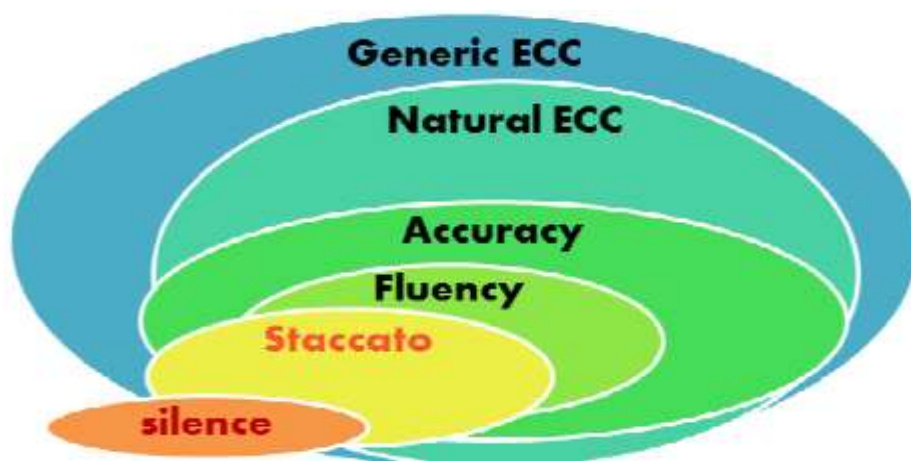 Generic ECC
Natural ECC
Accuracy
Fluency
Staccato
silence